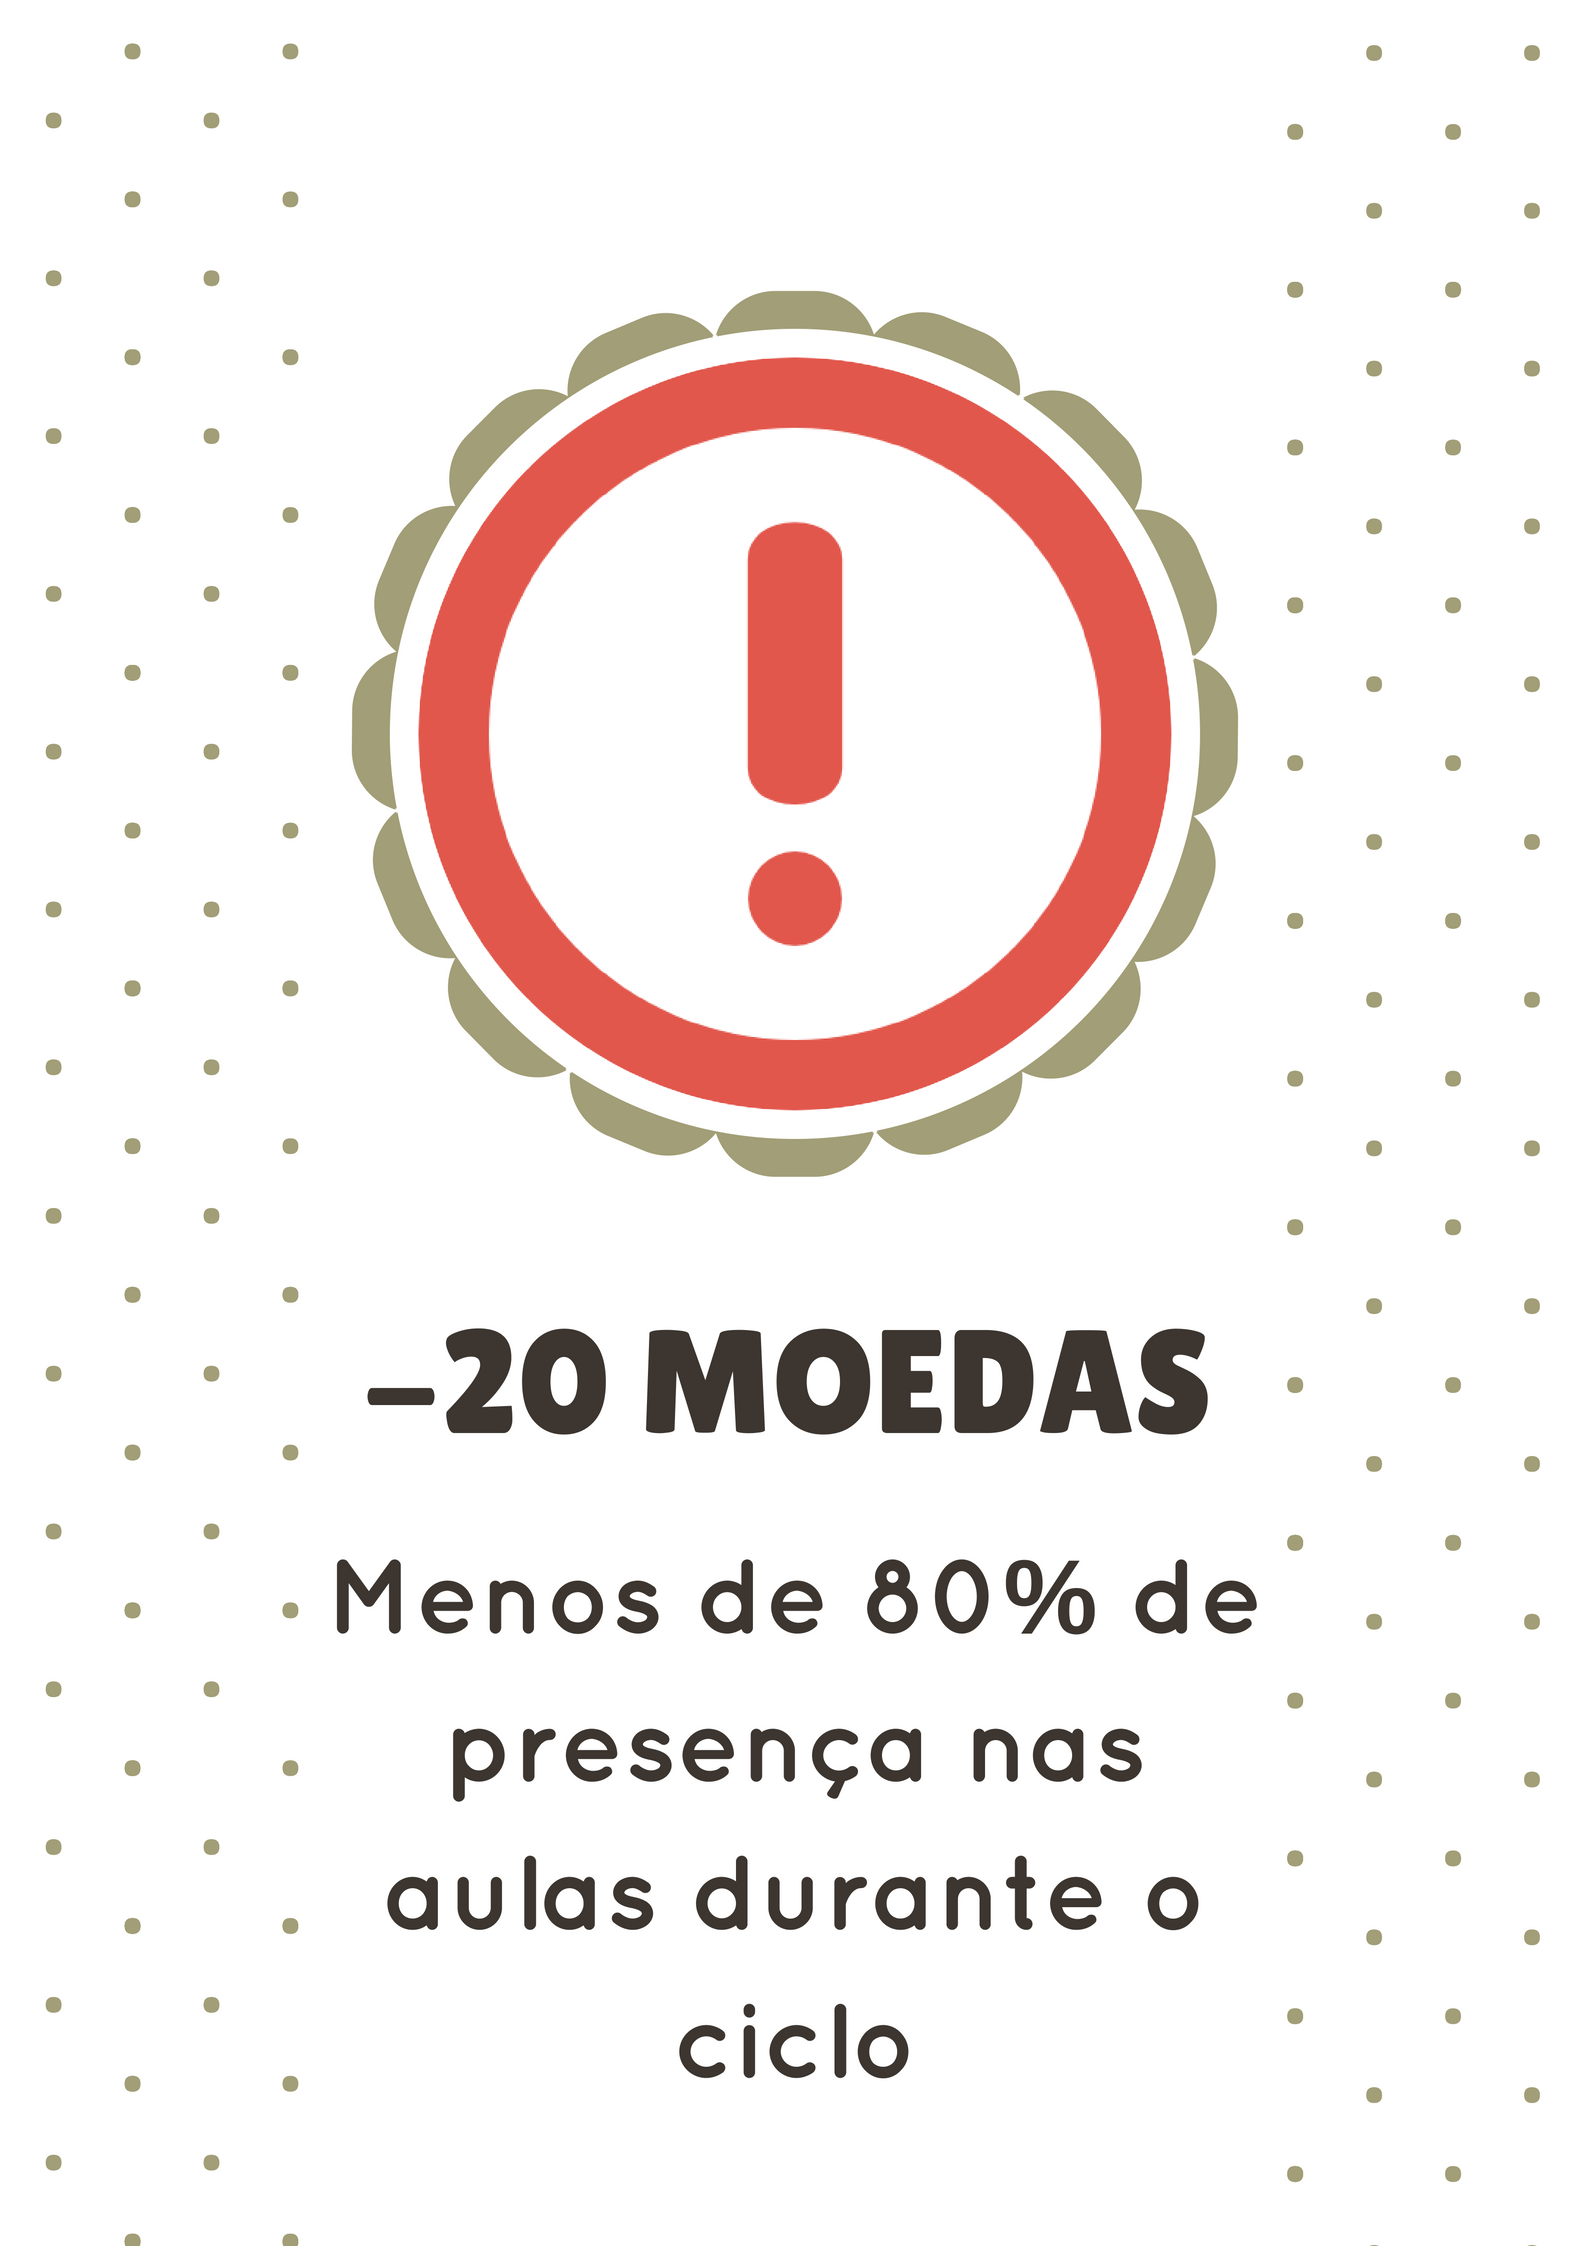 –20 MOEDAS
Menos de 80% de
presença nas
aulas durante o
ciclo